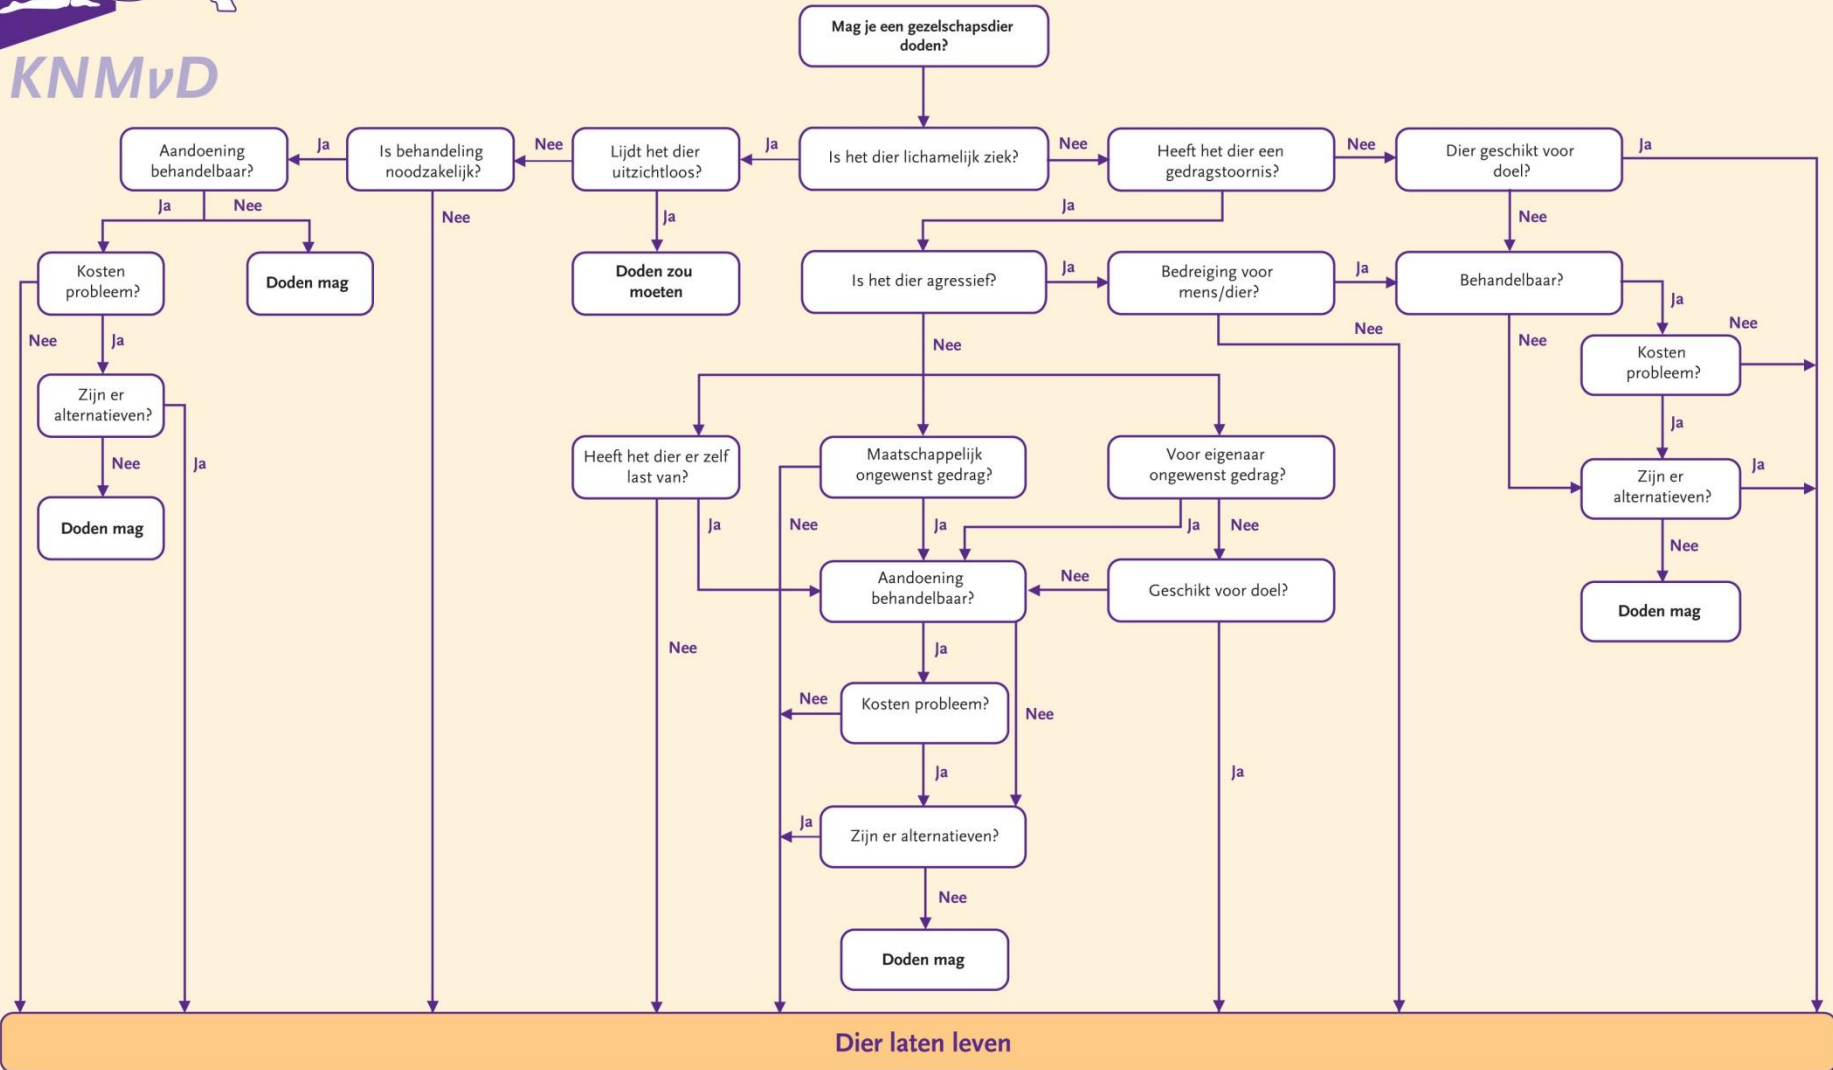 Mag je een gezelschapsdier
doden?
KNMvD
Aandoening
behandelbaar?
Ja
Is behandeling
noodzakelijk?
Nee
Lijdt het dier
uitzichtloos?
Ja
Is het dier lichamelijk ziek?
Nee
Heeft het dier een
gedragstoornis?
Nee
Dier geschikt voor
doel?
Ja
Ja
Nee
Nee
Ja
Ja
Nee
Kosten
probleem?
Doden mag
Doden zou
moeten
Is het dier agressief?
Ja
Bedreiging voor
mens/dier?
Ja
Behandelbaar?
Ja
Nee
Ja
Nee
Nee
Nee
Nee
Kosten
probleem?
Zijn er
alternatieven?
Ja
Nee
Ja
Heeft het dier er zelf
last van?
Maatschappelijk
ongewenst gedrag?
Voor eigenaar
ongewenst gedrag?
Zijn er
alternatieven?
Ja
Doden mag
Ja
Nee
Ja
Ja
Nee
Nee
Aandoening
behandelbaar?
Nee
Geschikt voor doel?
Doden mag
Nee
Ja
Nee
Kosten probleem?
Nee
Ja
Ja
Ja
Zijn er alternatieven?
Nee
Doden mag
Dier laten leven